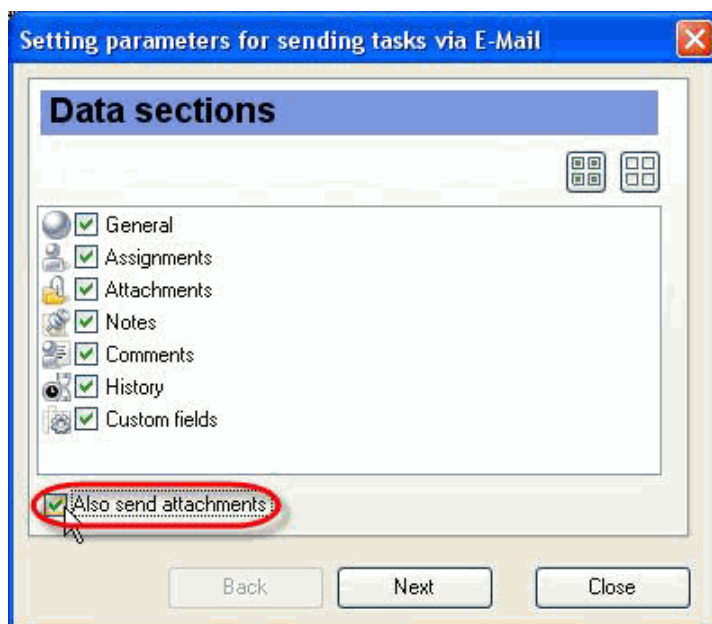 Setting parameters for sending tasks via E-Mail
Data sections
General
Assignments
Attachments
Notes
Comments
History
Custom fields
Also send attachments
Back Next Close